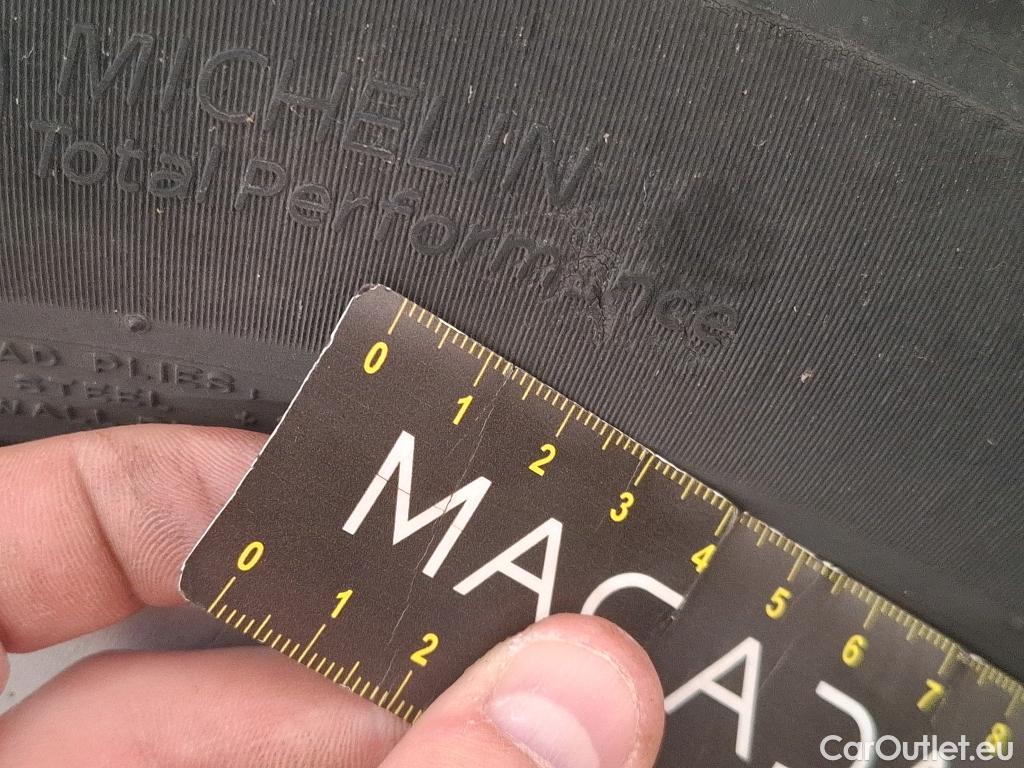 MICHELIN
Total Performance
AD PLIES
STEEL
0 1 2 3 4 5 6 7 8
MA
0 1 2
CarOutlet.eu